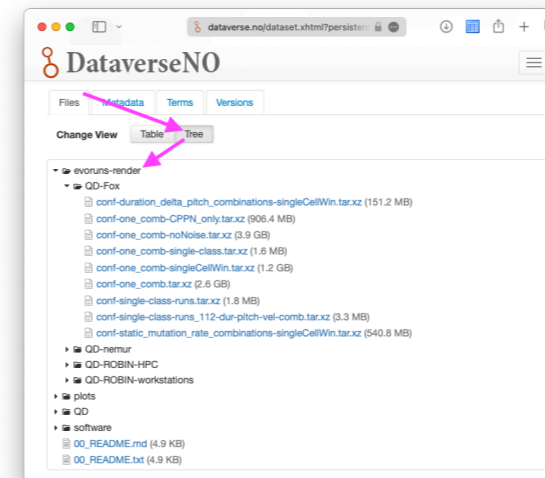 dataverse.no/dataset.xhtml?persisten
DataverseNO
Files Metadata Terms Versions
Change View Table Tree
evoruns-render
QD-Fox
conf-duration_delta_pitch_combinations-singleCellWin.tar.xz (151.2 MB)
conf-one_comb-CPPN_only.tar.xz (906.4 MB)
conf-one_comb-noNoise.tar.xz (3.9 GB)
conf-one_comb-single-class.tar.xz (1.6 MB)
conf-one_comb-singleCellWin.tar.xz (1.2 GB)
conf-one_comb.tar.xz (2.6 GB)
conf-single-class-runs.tar.xz (1.8 MB)
conf-single-class-runs_112-dur-pitch-vel-comb.tar.xz (3.3 MB)
conf-static_mutation_rate_combinations-singleCellWin.tar.xz (540.8 MB)
QD-nemur
QD-ROBIN-HPC
QD-ROBIN-workstations
plots
QD
software
00_README.md (4.9 KB)
00_README.txt (4.9 KB)